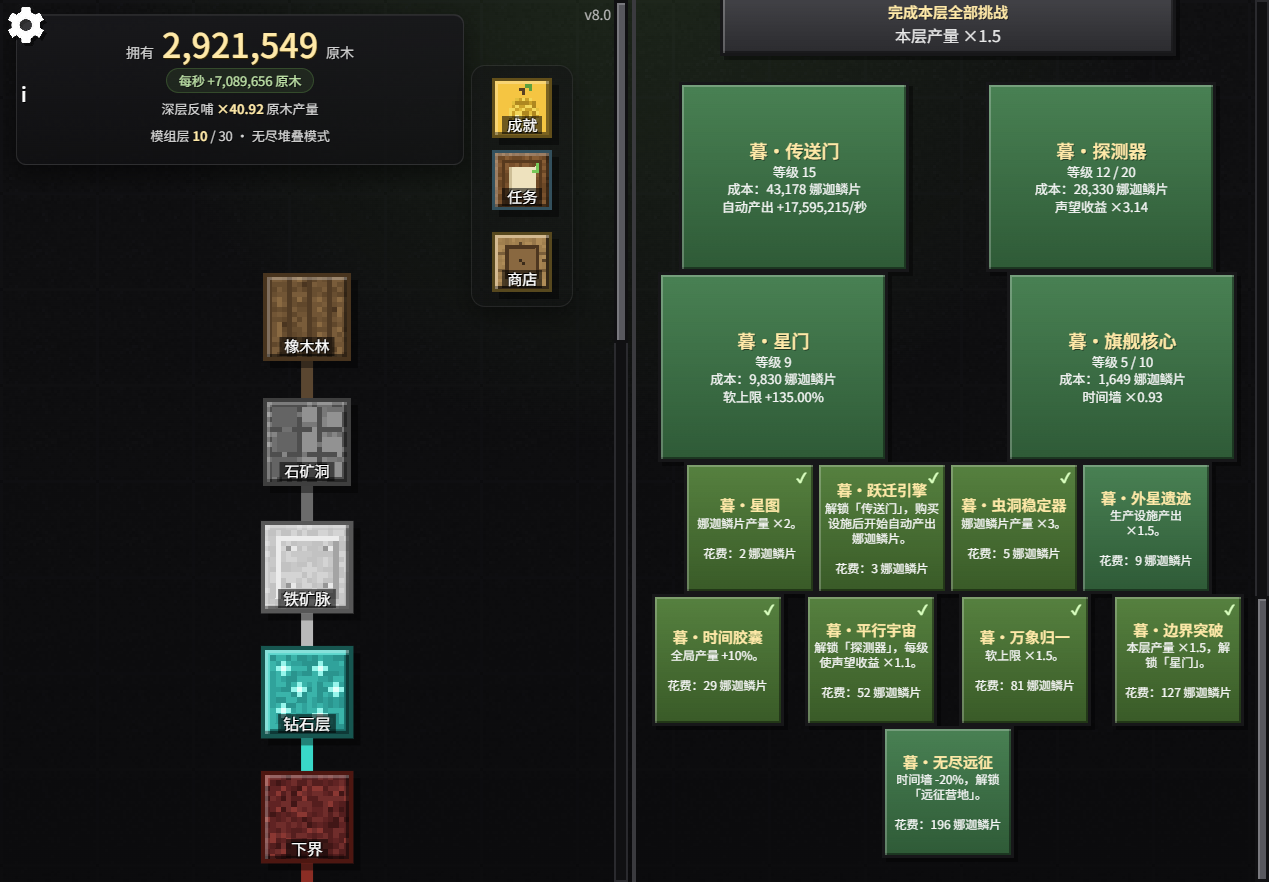 拥有 2,921,549 原木
每秒 +7,089,656 原木
i
深层反哺 ×40.92 原木产量
模组层 10 / 30 · 无尽堆叠模式
v8.0
成就
任务
商店
橡木林
石矿洞
铁矿脉
钻石层
下界
完成本层全部挑战
本层产量 ×1.5
暮·传送门
等级 15
成本：43,178 娜迦鳞片
自动产出 +17,595,215/秒
暮·探测器
等级 12 / 20
成本：28,330 娜迦鳞片
声望收益 ×3.14
暮·星门
等级 9
成本：9,830 娜迦鳞片
软上限 +135.00%
暮·旗舰核心
等级 5 / 10
成本：1,649 娜迦鳞片
时间墙 ×0.93
✓
暮·星图
娜迦鳞片产量 ×2。
花费：2 娜迦鳞片
✓
暮·跃迁引擎
解锁「传送门」，购买
设施后开始自动产出
娜迦鳞片。
花费：3 娜迦鳞片
✓
暮·虫洞稳定器
娜迦鳞片产量 ×3。
花费：5 娜迦鳞片
暮·外星遗迹
生产设施产出
×1.5。
花费：9 娜迦鳞片
✓
暮·时间胶囊
全局产量 +10%。
花费：29 娜迦鳞片
✓
暮·平行宇宙
解锁「探测器」，每级
使声望收益 ×1.1。
花费：52 娜迦鳞片
✓
暮·万象归一
软上限 ×1.5。
花费：81 娜迦鳞片
✓
暮·边界突破
本层产量 ×1.5，解
锁「星门」。
花费：127 娜迦鳞片
暮·无尽远征
时间墙 -20%，解锁
「远征营地」。
花费：196 娜迦鳞片